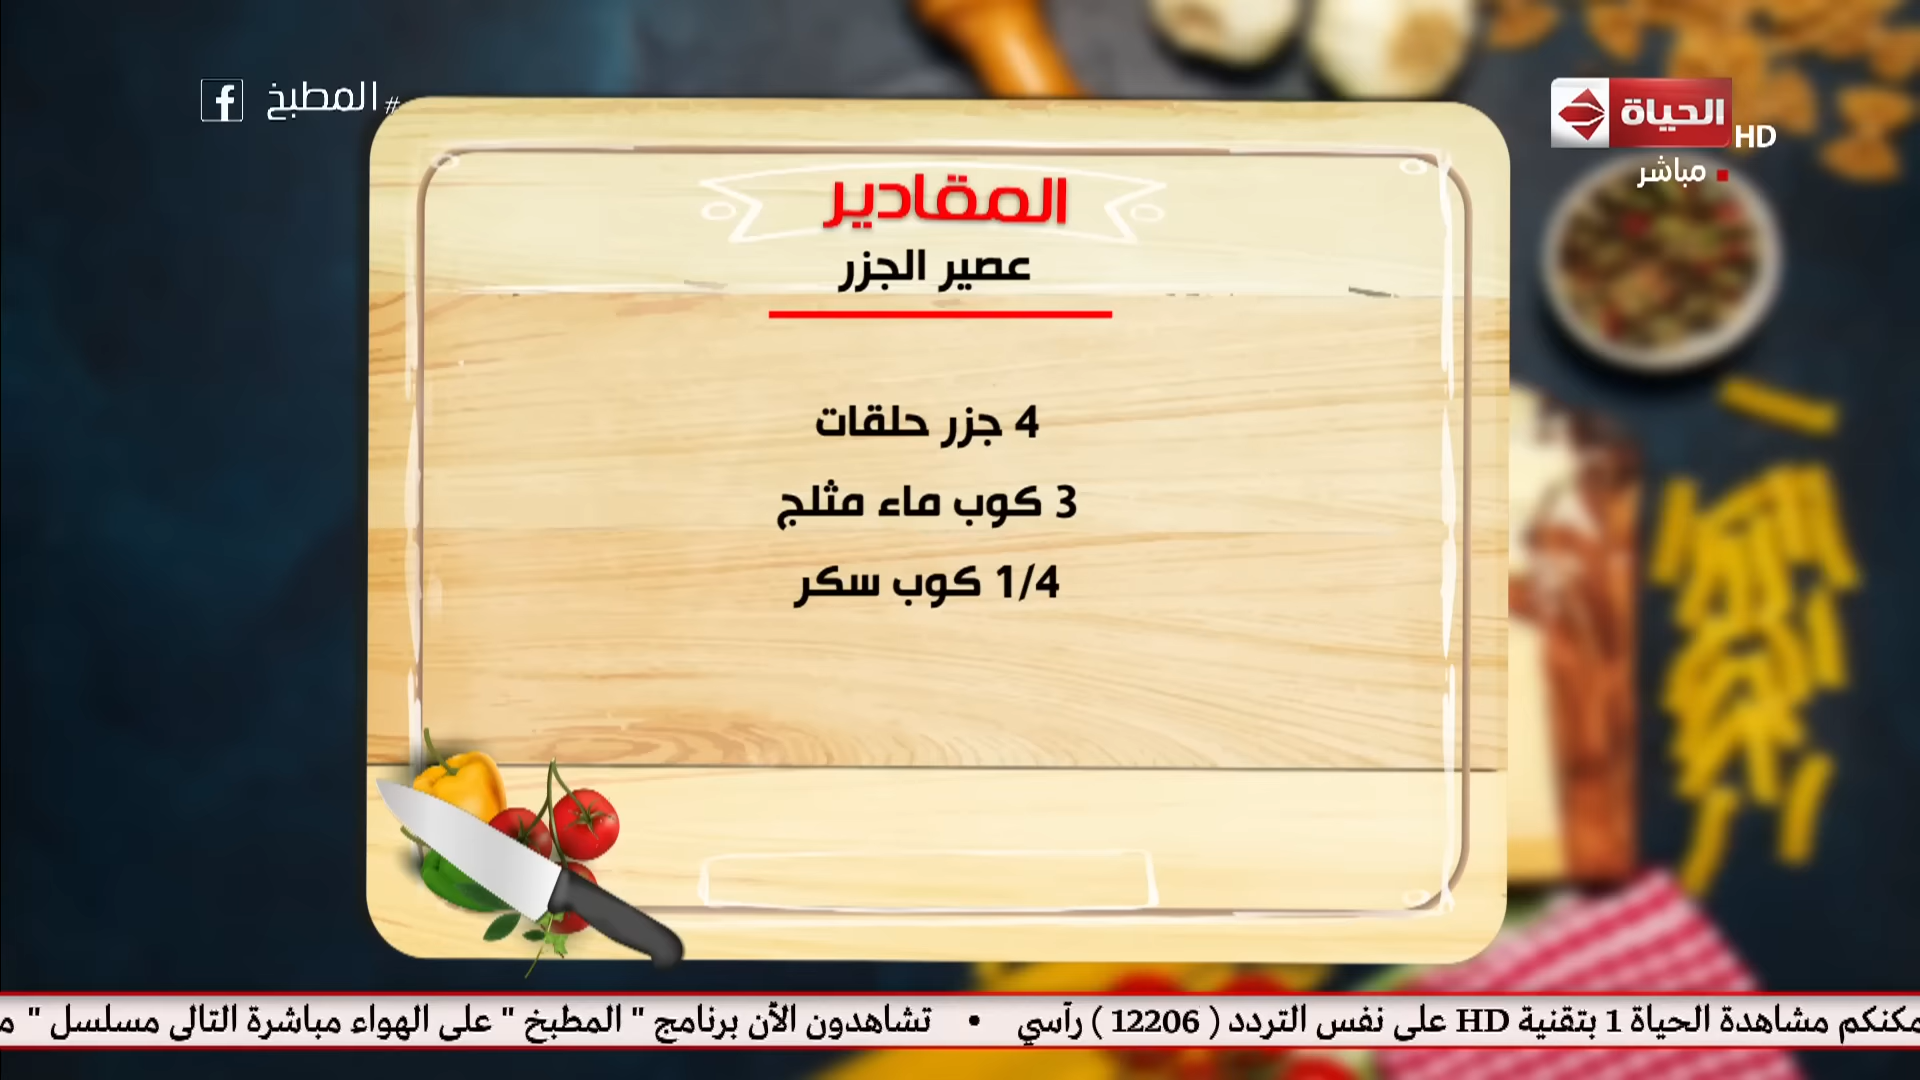 #المطبخ
الحياة
HD
مباشر
المقادير
عصير الجزر
4 جزر حلقات
3 كوب ماء مثلج
1/4 كوب سكر
مكنكم مشاهدة الحياة 1 بتقنية HD على نفس التردد ( 12206 ) رآسي • تشاهدون الآن برنامج " المطبخ " على الهواء مباشرة التالى مسلسل "